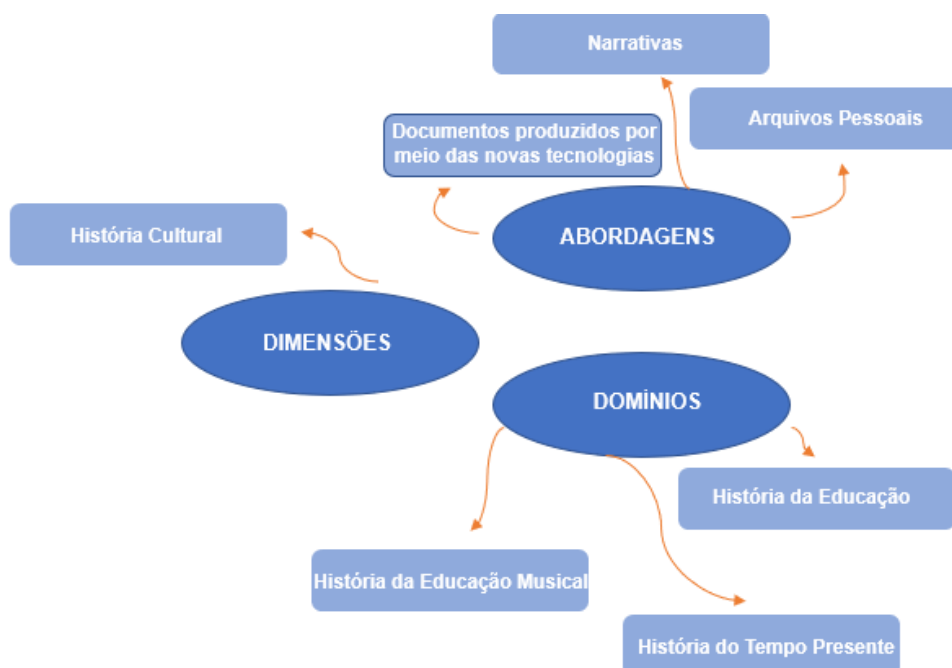 Narrativas
Arquivos Pessoais
Documentos produzidos por
meio das novas tecnologias
ABORDAGENS
História Cultural
DIMENSÕES
DOMÍNIOS
História da Educação
História da Educação Musical
História do Tempo Presente